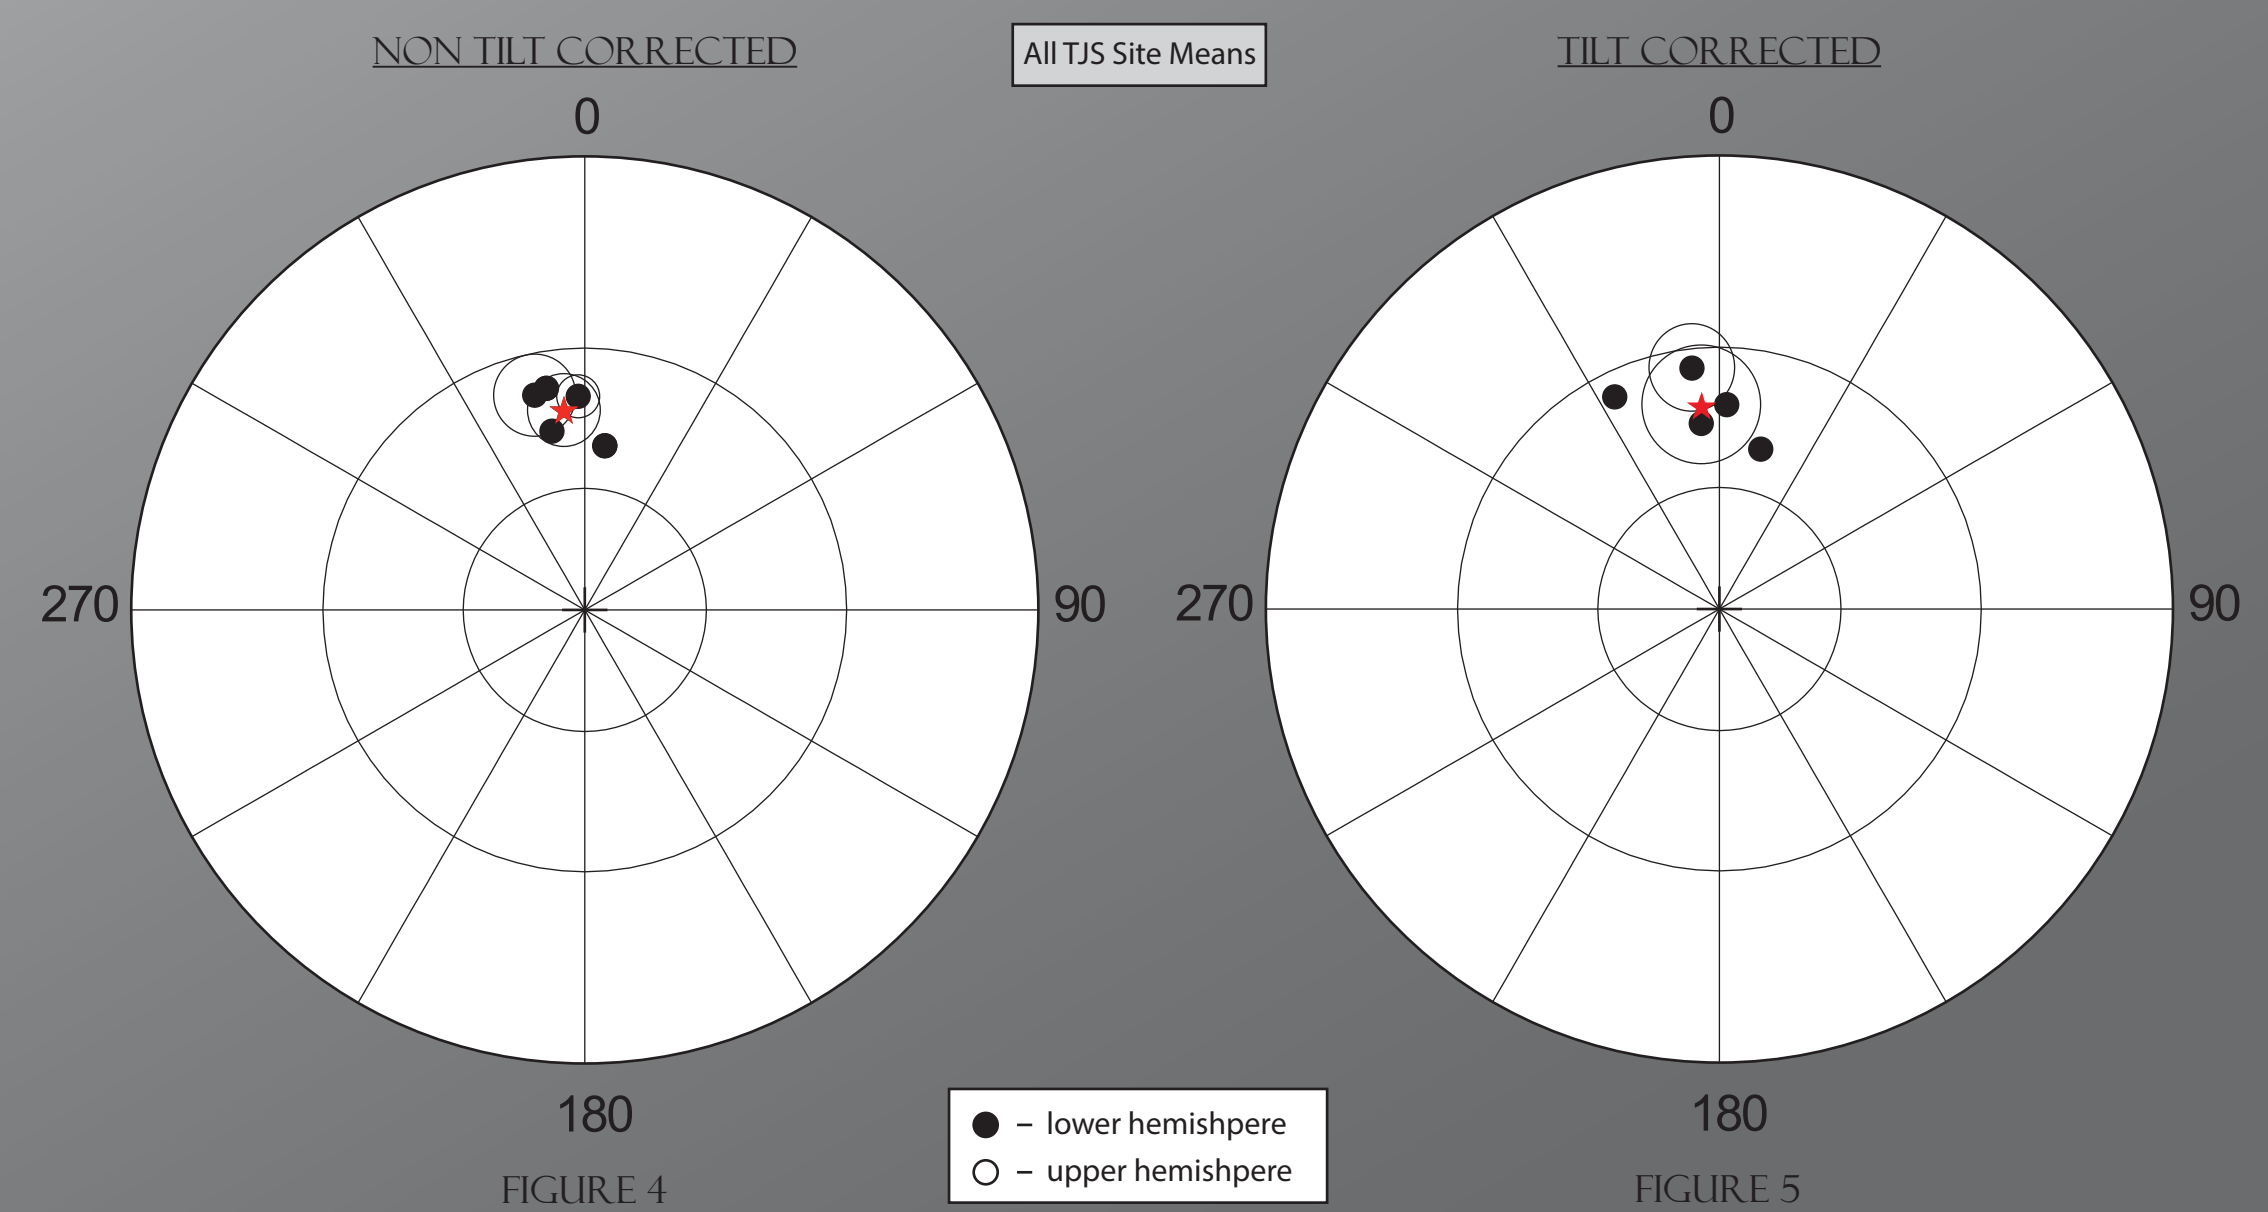 NON TILT CORRECTED
All TJS Site Means
TILT CORRECTED
0
0
270
90
270
90
180
180
– lower hemishpere
– upper hemishpere
FIGURE 4
FIGURE 5